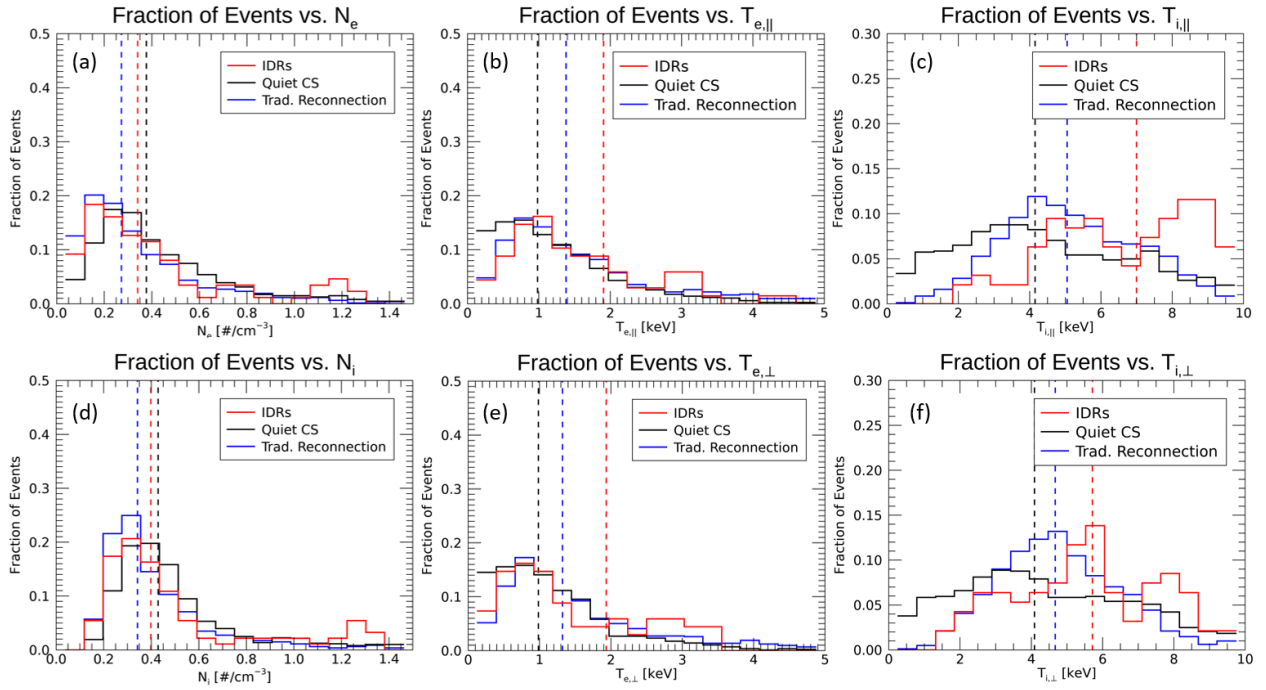 Fraction of Events vs. Nₑ
(a)
IDRs
Quiet CS
Trad. Reconnection
Fraction of Events
0.5
0.4
0.3
0.2
0.1
0.0
0.0 0.2 0.4 0.6 0.8 1.0 1.2 1.4
Nₑ [#/cm⁻³]
Fraction of Events vs. Tₑ,||
(b)
IDRs
Quiet CS
Trad. Reconnection
Fraction of Events
0.5
0.4
0.3
0.2
0.1
0.0
0 1 2 3 4 5
Tₑ,|| [keV]
Fraction of Events vs. Tᵢ,||
(c)
IDRs
Quiet CS
Trad. Reconnection
Fraction of Events
0.30
0.25
0.20
0.15
0.10
0.05
0.00
0 2 4 6 8 10
Tᵢ,|| [keV]
Fraction of Events vs. Nᵢ
(d)
IDRs
Quiet CS
Trad. Reconnection
Fraction of Events
0.5
0.4
0.3
0.2
0.1
0.0
0.0 0.2 0.4 0.6 0.8 1.0 1.2 1.4
Nᵢ [#/cm⁻³]
Fraction of Events vs. Tₑ,⊥
(e)
IDRs
Quiet CS
Trad. Reconnection
Fraction of Events
0.5
0.4
0.3
0.2
0.1
0.0
0 1 2 3 4 5
Tₑ,⊥ [keV]
Fraction of Events vs. Tᵢ,⊥
(f)
IDRs
Quiet CS
Trad. Reconnection
Fraction of Events
0.30
0.25
0.20
0.15
0.10
0.05
0.00
0 2 4 6 8 10
Tᵢ,⊥ [keV]